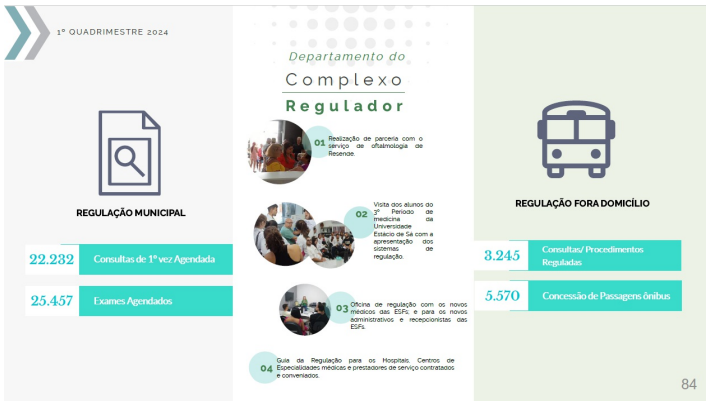 1º QUADRIMESTRE 2024
REGULAÇÃO MUNICIPAL
22.232 Consultas de 1ª vez Agendada
25.457 Exames Agendados
Departamento do
Complexo
Regulador
01 Realização de parceria com o
serviço de oftalmologia de
Resende.
02 Visita dos alunos do
3º Período de
medicina da
Universidade
Estácio de Sá com a
apresentação dos
sistemas de
regulação.
03 Oficina de regulação com os novos
médicos das ESFs; e para os novos
administrativos e recepcionistas das
ESFs.
04 Guia da Regulação para os Hospitais, Centros de
Especialidades médicas e prestadores de serviço contratados
e conveniados.
REGULAÇÃO FORA DOMICÍLIO
3.245 Consultas/ Procedimentos
Reguladas
5.570 Concessão de Passagens ônibus
84